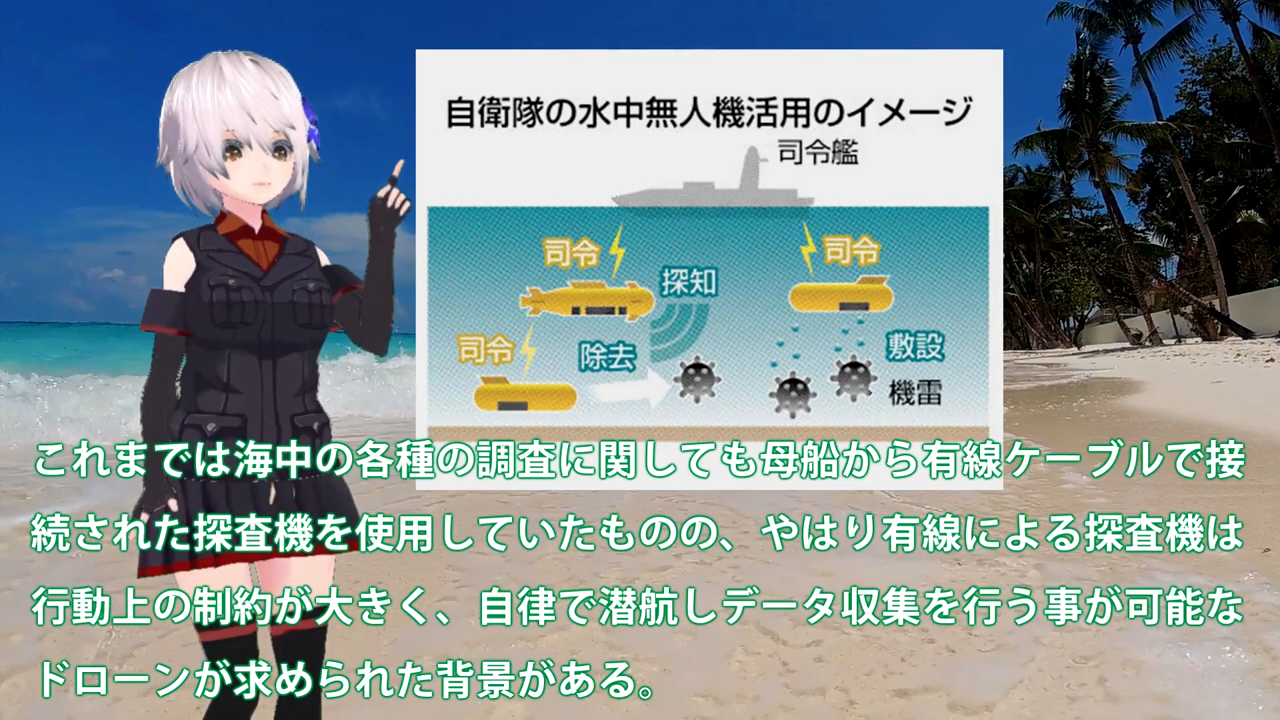 自衛隊の水中無人機活用のイメージ
司令艦
司令
司令
探知
司令
除去
敷設
機雷
これまでは海中の各種の調査に関しても母船から有線ケーブルで接
続された探査機を使用していたものの、やはり有線による探査機は
行動上の制約が大きく、自律で潜航しデータ収集を行う事が可能な
ドローンが求められた背景がある。